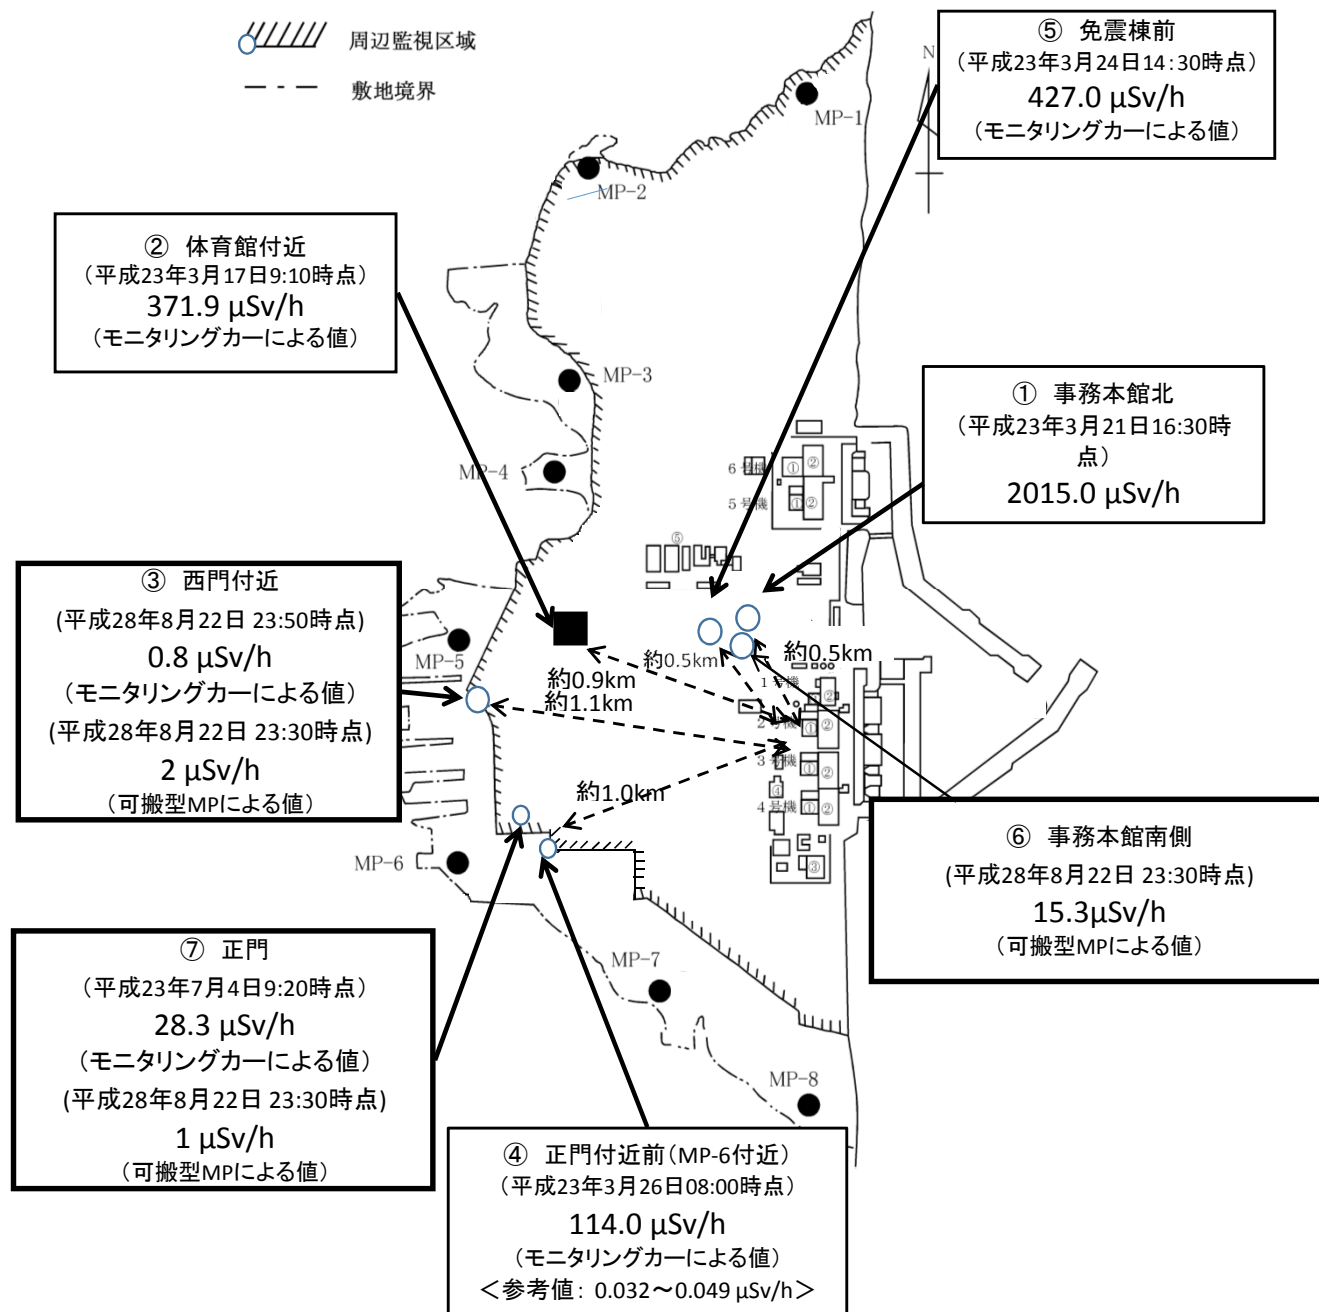 周辺監視区域
敷地境界
⑤ 免震棟前
（平成23年3月24日14：30時点）
427.0 μSv/h
（モニタリングカーによる値）
N
MP-1
MP-2
② 体育館付近
（平成23年3月17日9:10時点）
371.9 μSv/h
（モニタリングカーによる値）
MP-3
① 事務本館北
（平成23年3月21日16:30時
点）
2015.0 μSv/h
MP-4
６号機
①
②
５号機
①
②
⑤
③ 西門付近
(平成28年8月22日 23:50時点)
0.8 μSv/h
（モニタリングカーによる値）
(平成28年8月22日 23:30時点)
2 μSv/h
（可搬型MPによる値）
MP-5
約0.5km
約0.5km
約0.9km
約1.1km
１号機
②
２号機
①
②
３号機
①
②
④
約1.0km
４号機
①
②
③
MP-6
⑥ 事務本館南側
(平成28年8月22日 23:30時点)
15.3μSv/h
（可搬型MPによる値）
⑦ 正門
（平成23年7月4日9:20時点）
28.3 μSv/h
（モニタリングカーによる値）
(平成28年8月22日 23:30時点)
1 μSv/h
（可搬型MPによる値）
MP-7
MP-8
④ 正門付近前（MP-6付近）
（平成23年3月26日08:00時点）
114.0 μSv/h
（モニタリングカーによる値）
＜参考値： 0.032～0.049 μSv/h＞